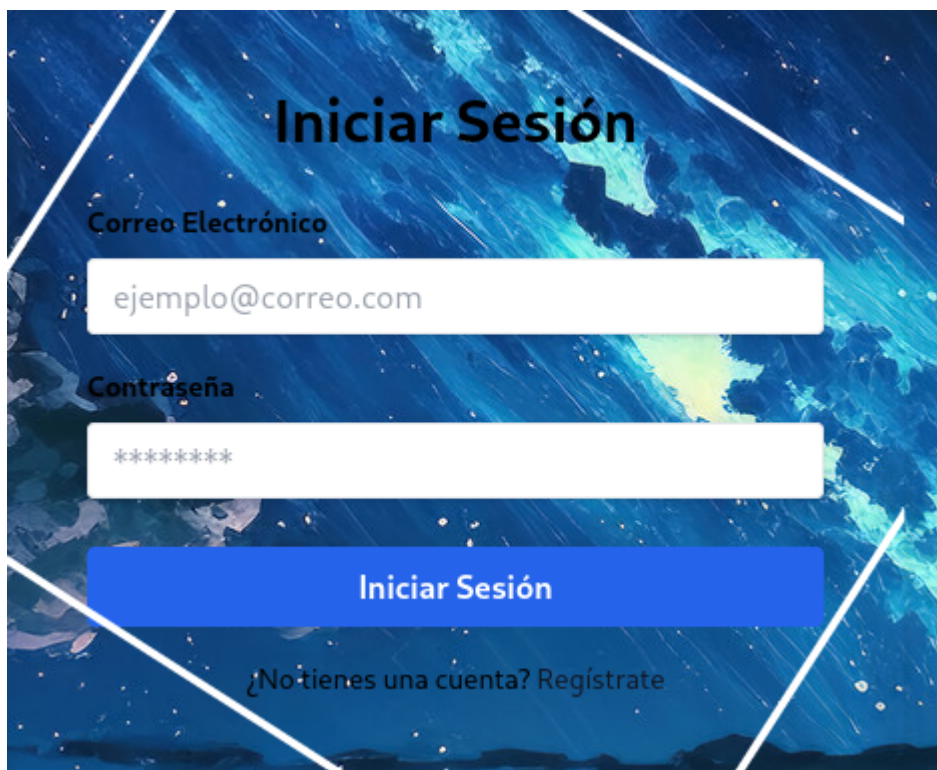 Iniciar Sesión
Correo Electrónico
ejemplo@correo.com
Contraseña
********
Iniciar Sesión
¿No tienes una cuenta? Regístrate